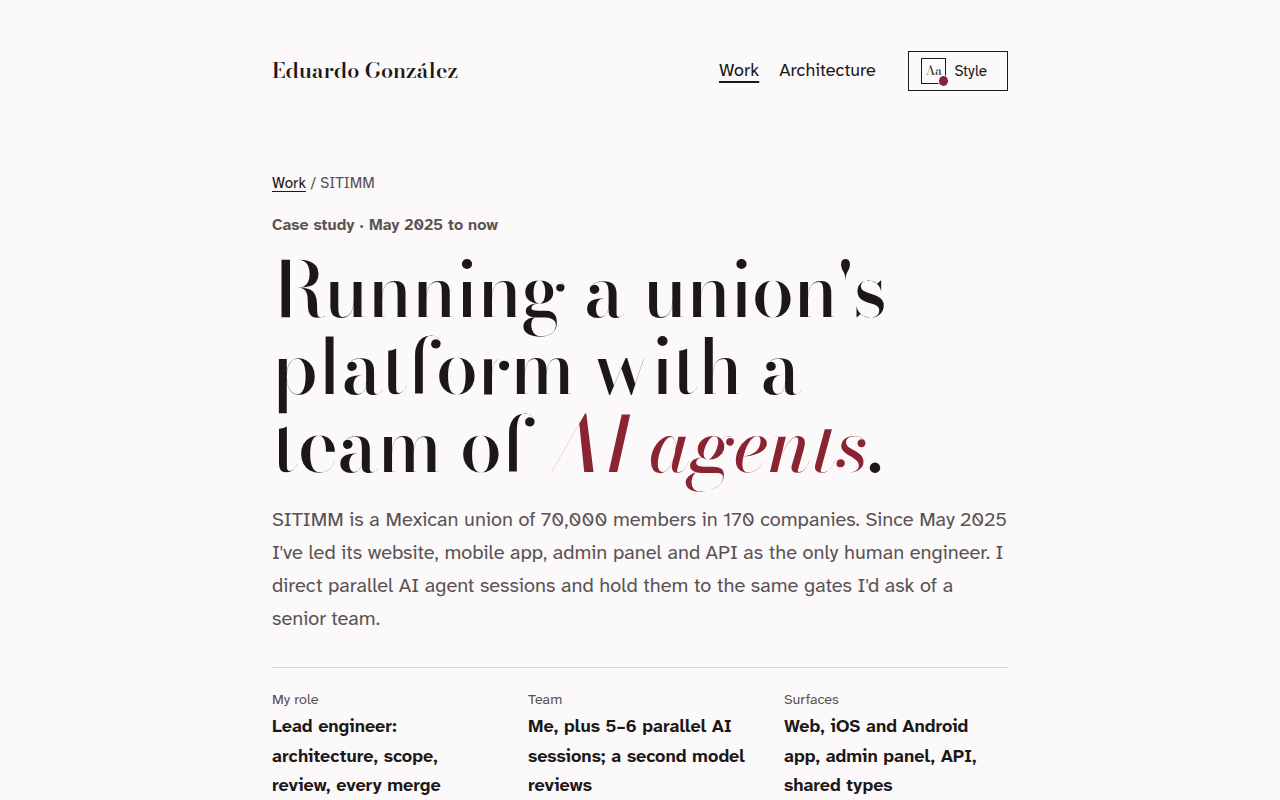 Eduardo González
Work Architecture Aa Style
Work / SITIMM
Case study · May 2025 to now
Running a union's
platform with a
team of AI agents.
SITIMM is a Mexican union of 70,000 members in 170 companies. Since May 2025
I've led its website, mobile app, admin panel and API as the only human engineer. I
direct parallel AI agent sessions and hold them to the same gates I'd ask of a
senior team.
My role
Lead engineer:
architecture, scope,
review, every merge
Team
Me, plus 5–6 parallel AI
sessions; a second model
reviews
Surfaces
Web, iOS and Android
app, admin panel, API,
shared types